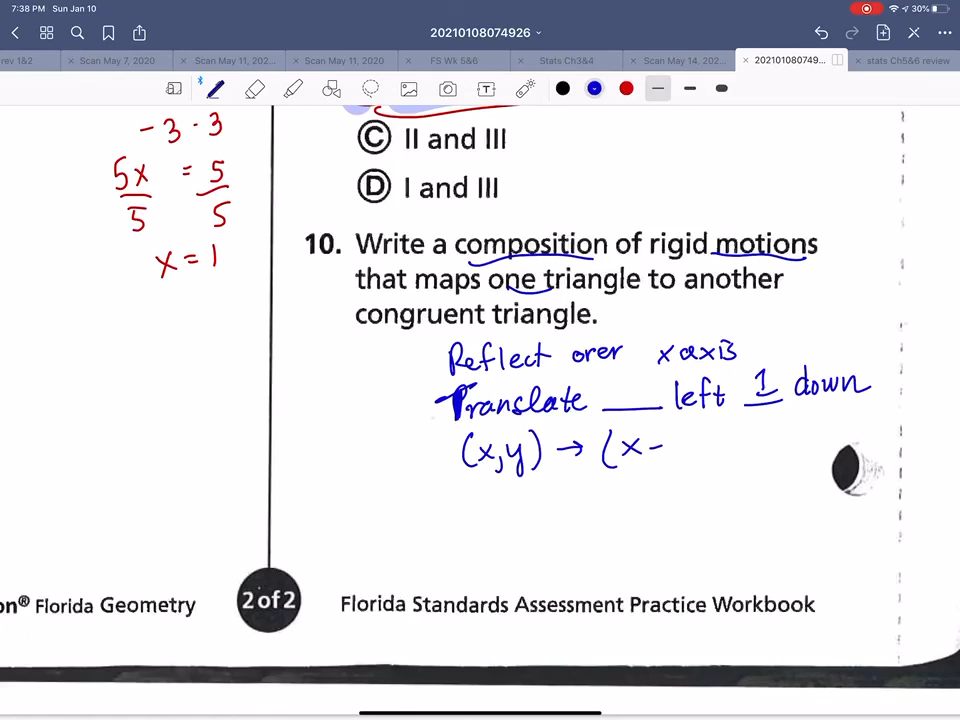 7:38 PM Sun Jan 10
30%
20210108074926
rev 1&2
Scan May 7, 2020
Scan May 11, 202...
Scan May 11, 2020
FS Wk 5&6
Stats Ch3&4
Scan May 14, 202...
202101080749...
stats Ch5&6 review
- 3 · 3
5x = 5
5 5
x = 1
C II and III
D I and III
10. Write a composition of rigid motions
that maps one triangle to another
congruent triangle.
Reflect over x axis
Translate ___ left 1 down
(x,y) → (x -
2 of 2
on® Florida Geometry
Florida Standards Assessment Practice Workbook